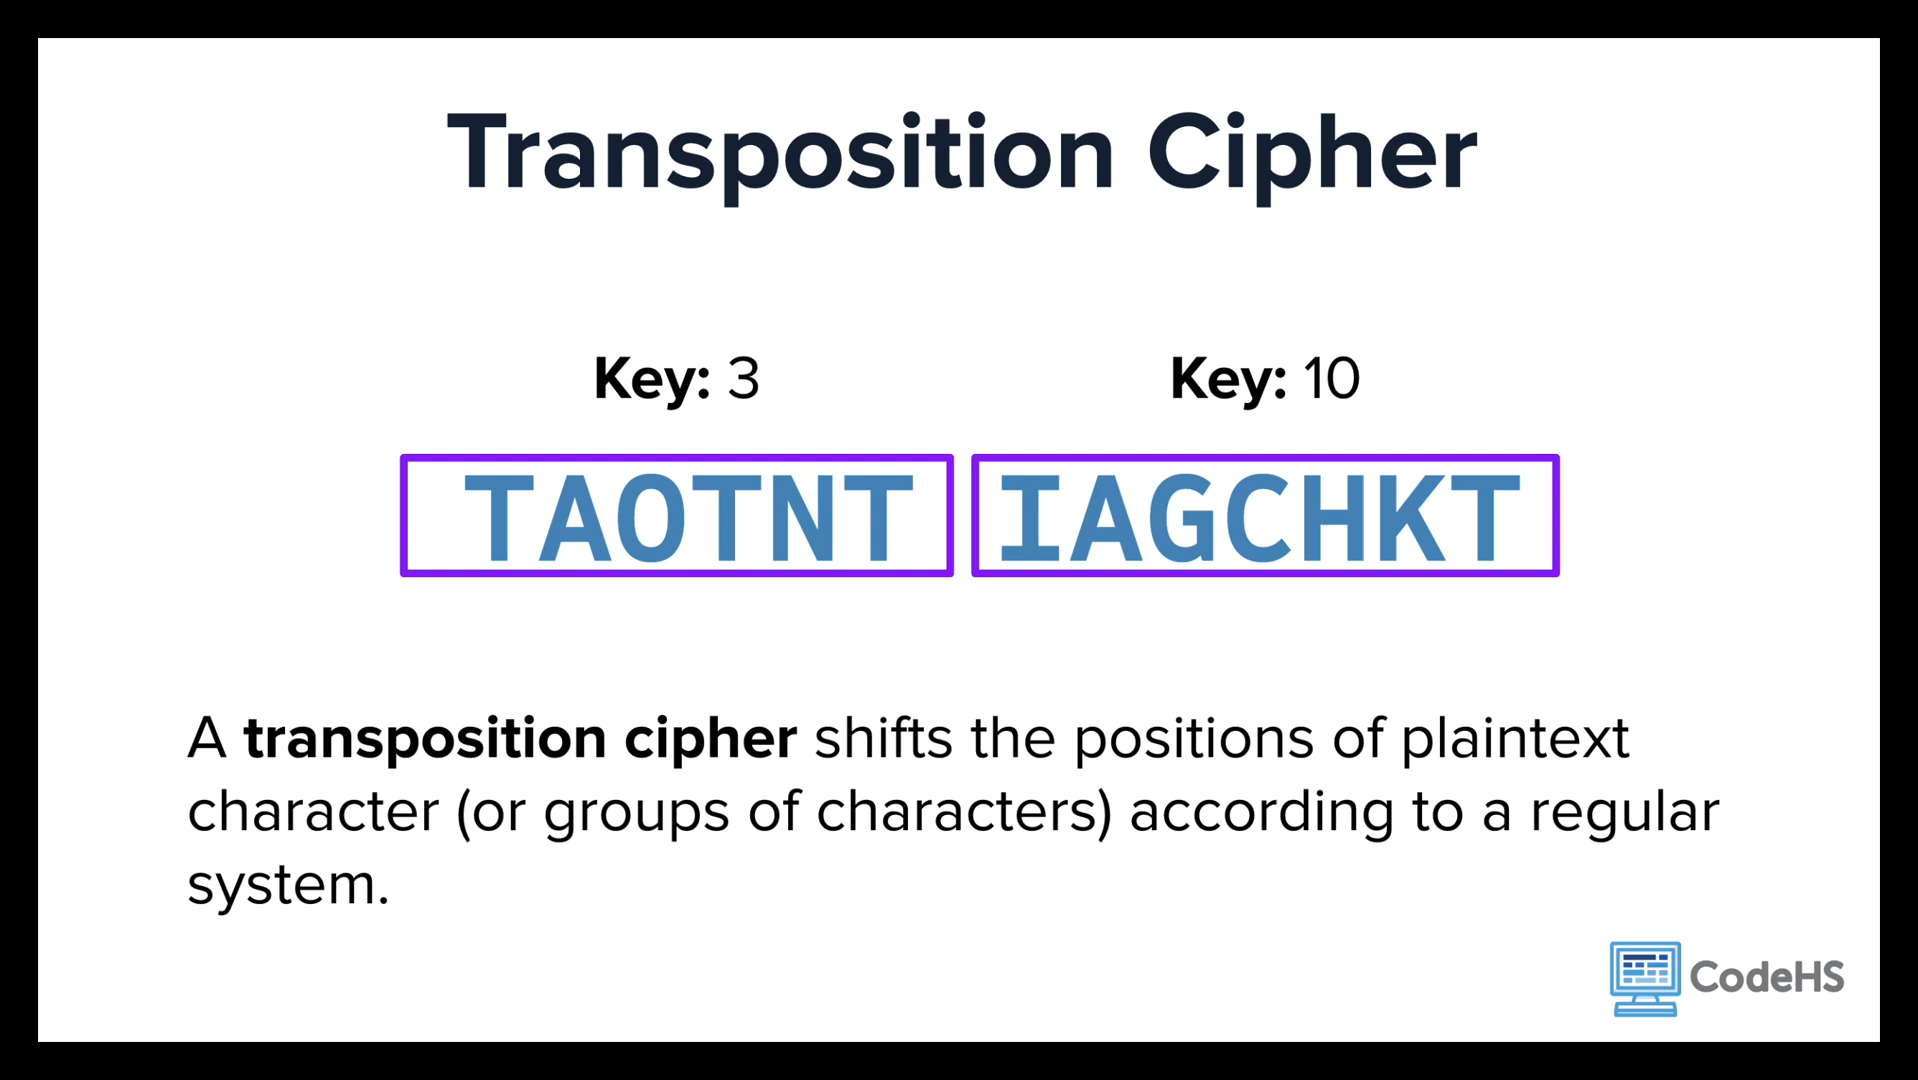 Transposition Cipher
Key: 3
Key: 10
TAOTNT
IAGCHKT
A transposition cipher shifts the positions of plaintext
character (or groups of characters) according to a regular
system.
CodeHS